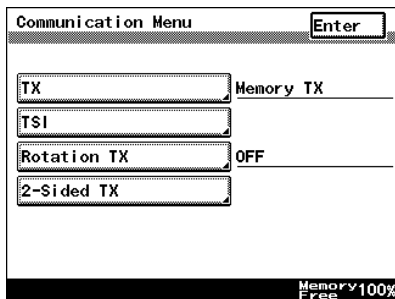 Communication Menu Enter
TX Memory TX
TSI
Rotation TX OFF
2-Sided TX
Memory Free 100%